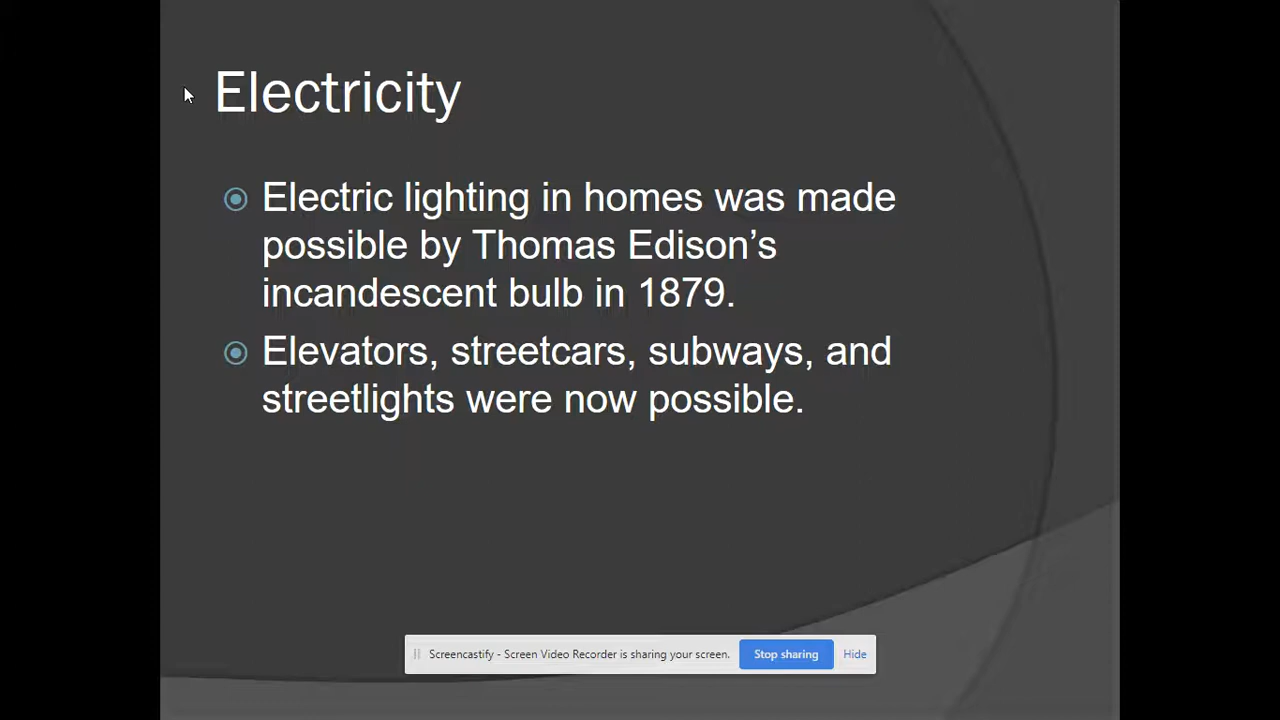 Electricity
Electric lighting in homes was made
possible by Thomas Edison’s
incandescent bulb in 1879.
Elevators, streetcars, subways, and
streetlights were now possible.
Screencastify - Screen Video Recorder is sharing your screen. Stop sharing Hide